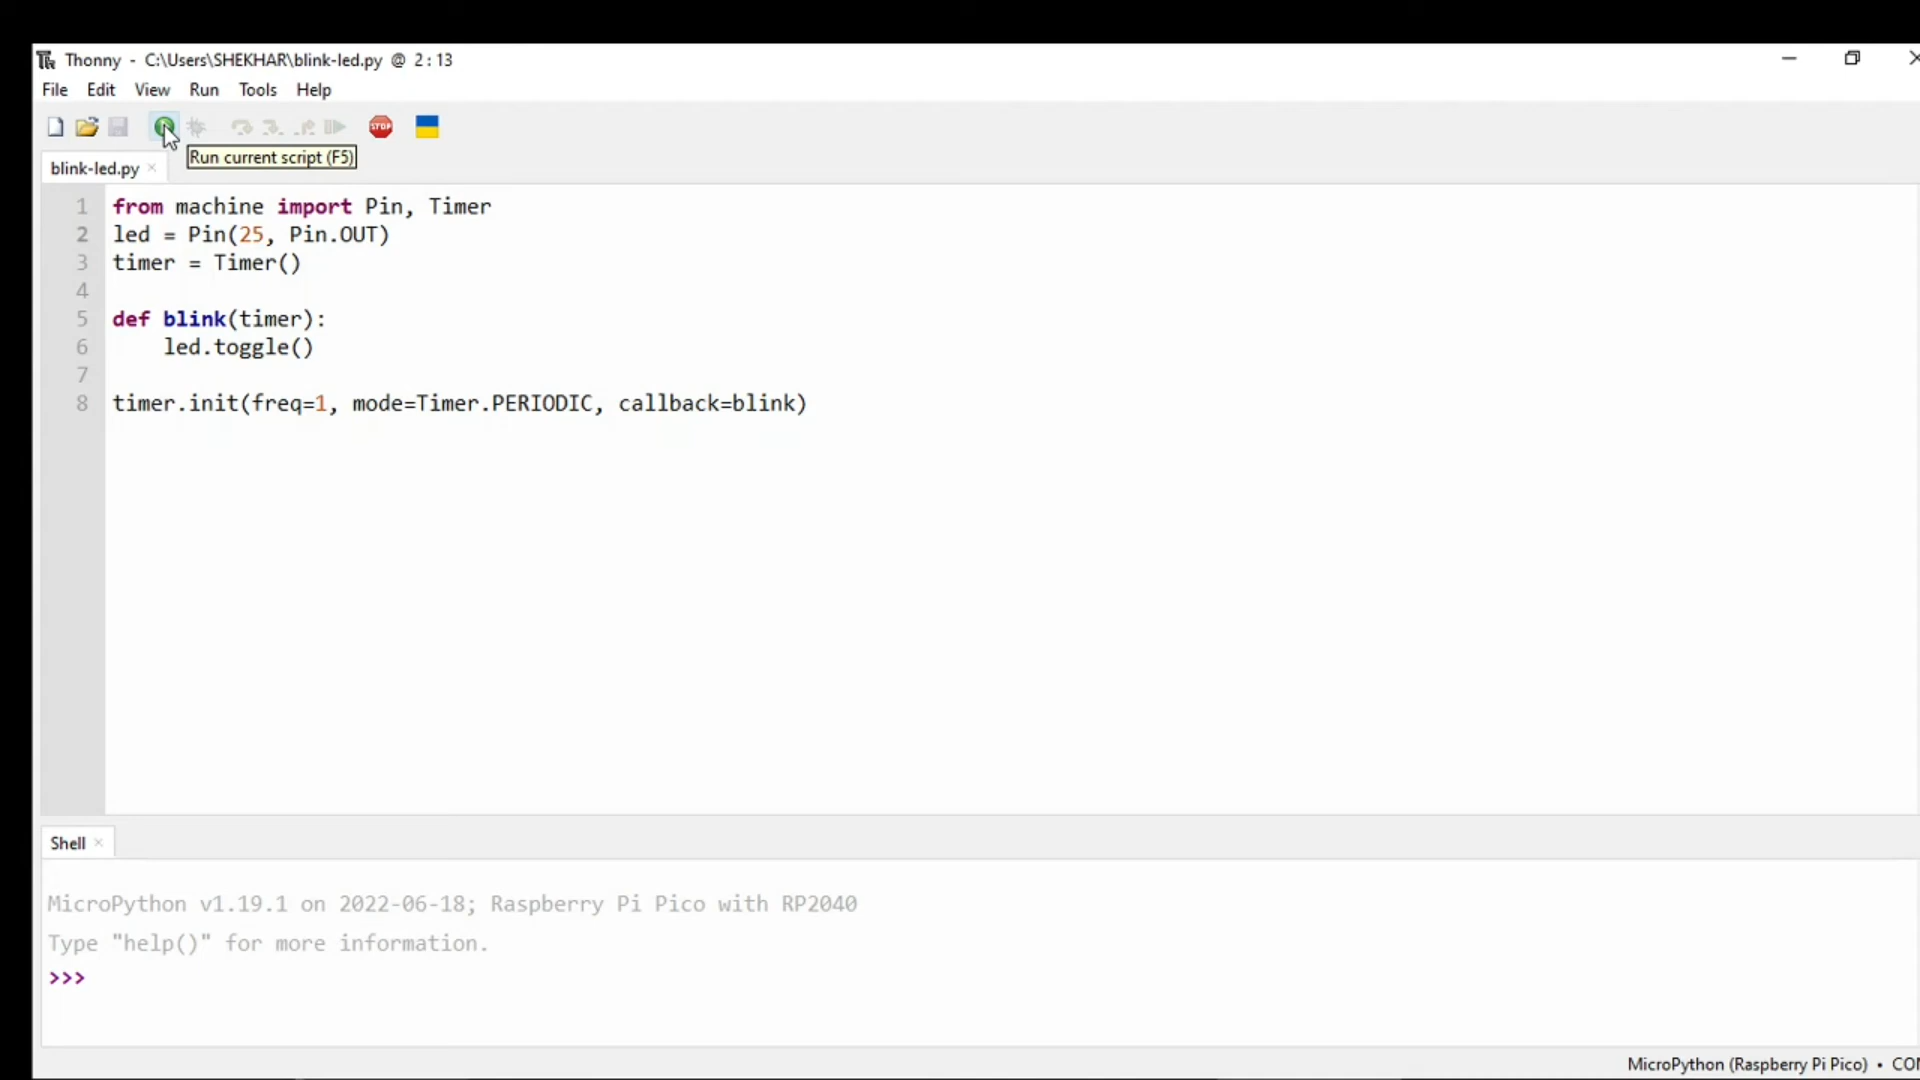 Thonny - C:\Users\SHEKHAR\blink-led.py @ 2:13
File Edit View Run Tools Help
STOP
Run current script (F5)
blink-led.py
1 from machine import Pin, Timer
2 led = Pin(25, Pin.OUT)
3 timer = Timer()
4
5 def blink(timer):
6     led.toggle()
7
8 timer.init(freq=1, mode=Timer.PERIODIC, callback=blink)
Shell
MicroPython v1.19.1 on 2022-06-18; Raspberry Pi Pico with RP2040
Type "help()" for more information.
>>>
MicroPython (Raspberry Pi Pico) •